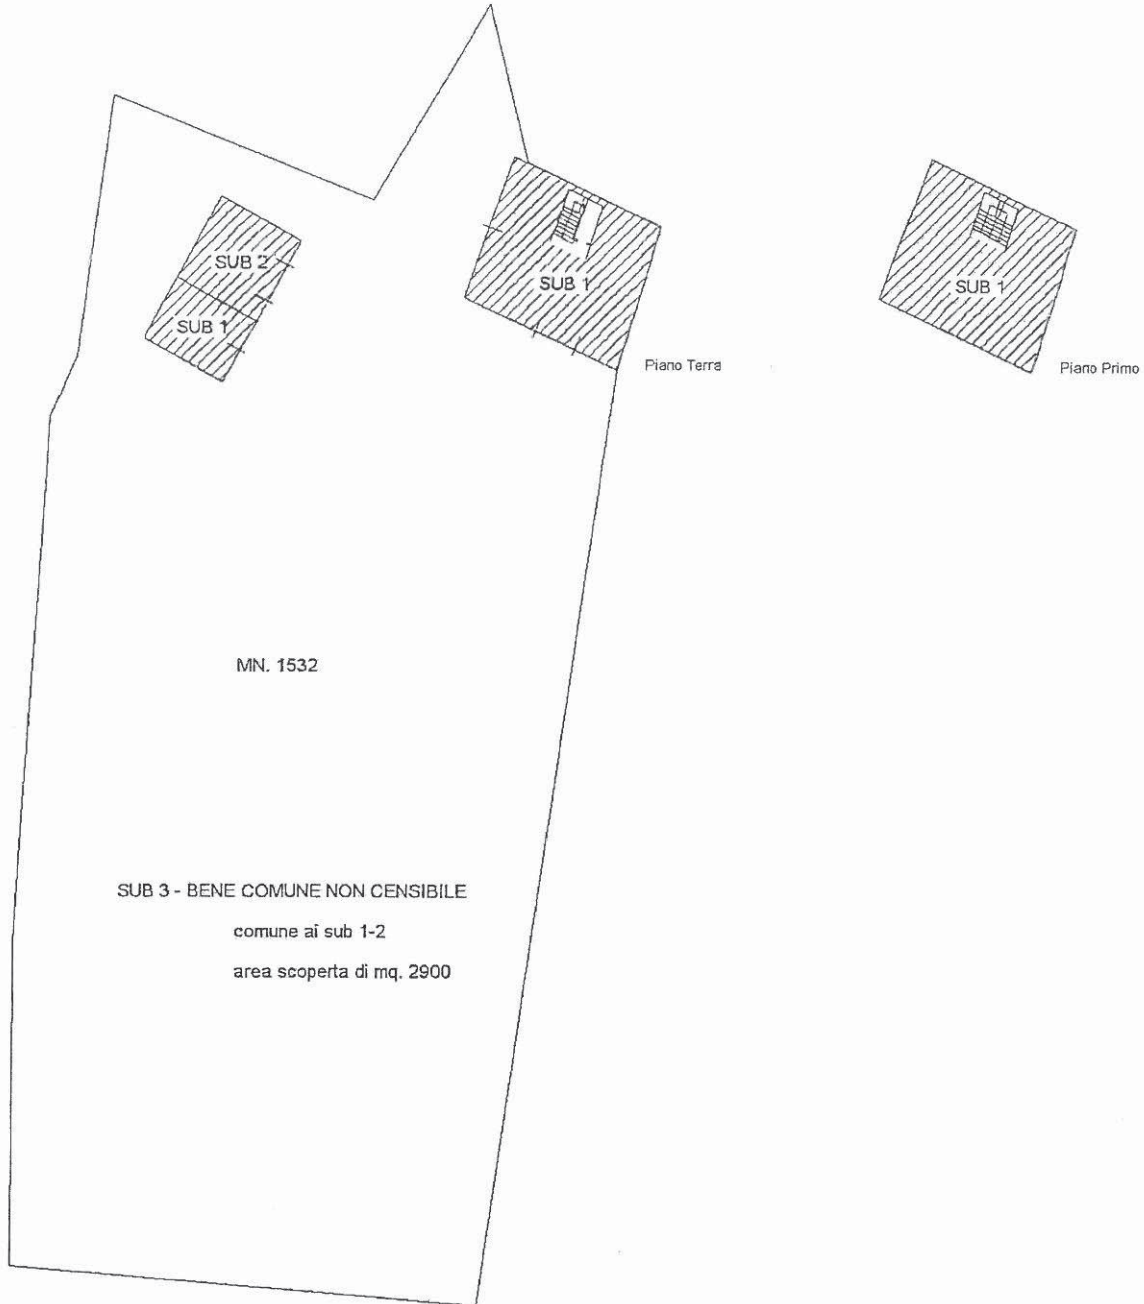 SUB 2
SUB 1
SUB 1
Piano Terra
SUB 1
Piano Primo
MN. 1532
SUB 3 - BENE COMUNE NON CENSIBILE
comune ai sub 1-2
area scoperta di mq. 2900